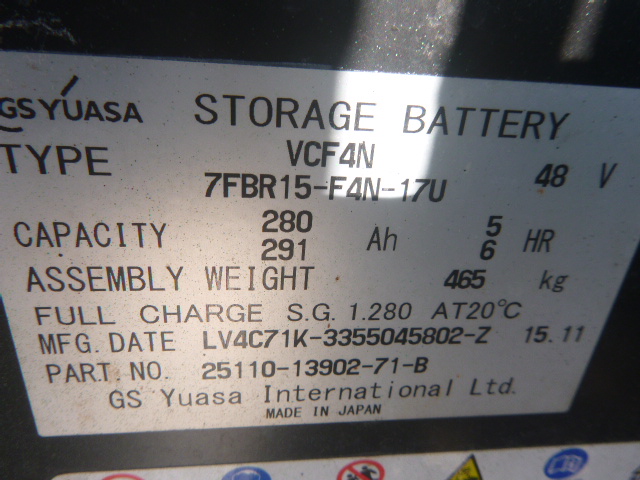 GS YUASA STORAGE BATTERY
TYPE VCF4N 48 V
7FBR15-F4N-17U
CAPACITY 280 Ah 5 HR
291 6
ASSEMBLY WEIGHT 465 kg
FULL CHARGE S.G. 1.280 AT20℃
MFG.DATE LV4C71K-3355045802-Z 15.11
PART.NO. 25110-13902-71-B
GS Yuasa International Ltd.
MADE IN JAPAN